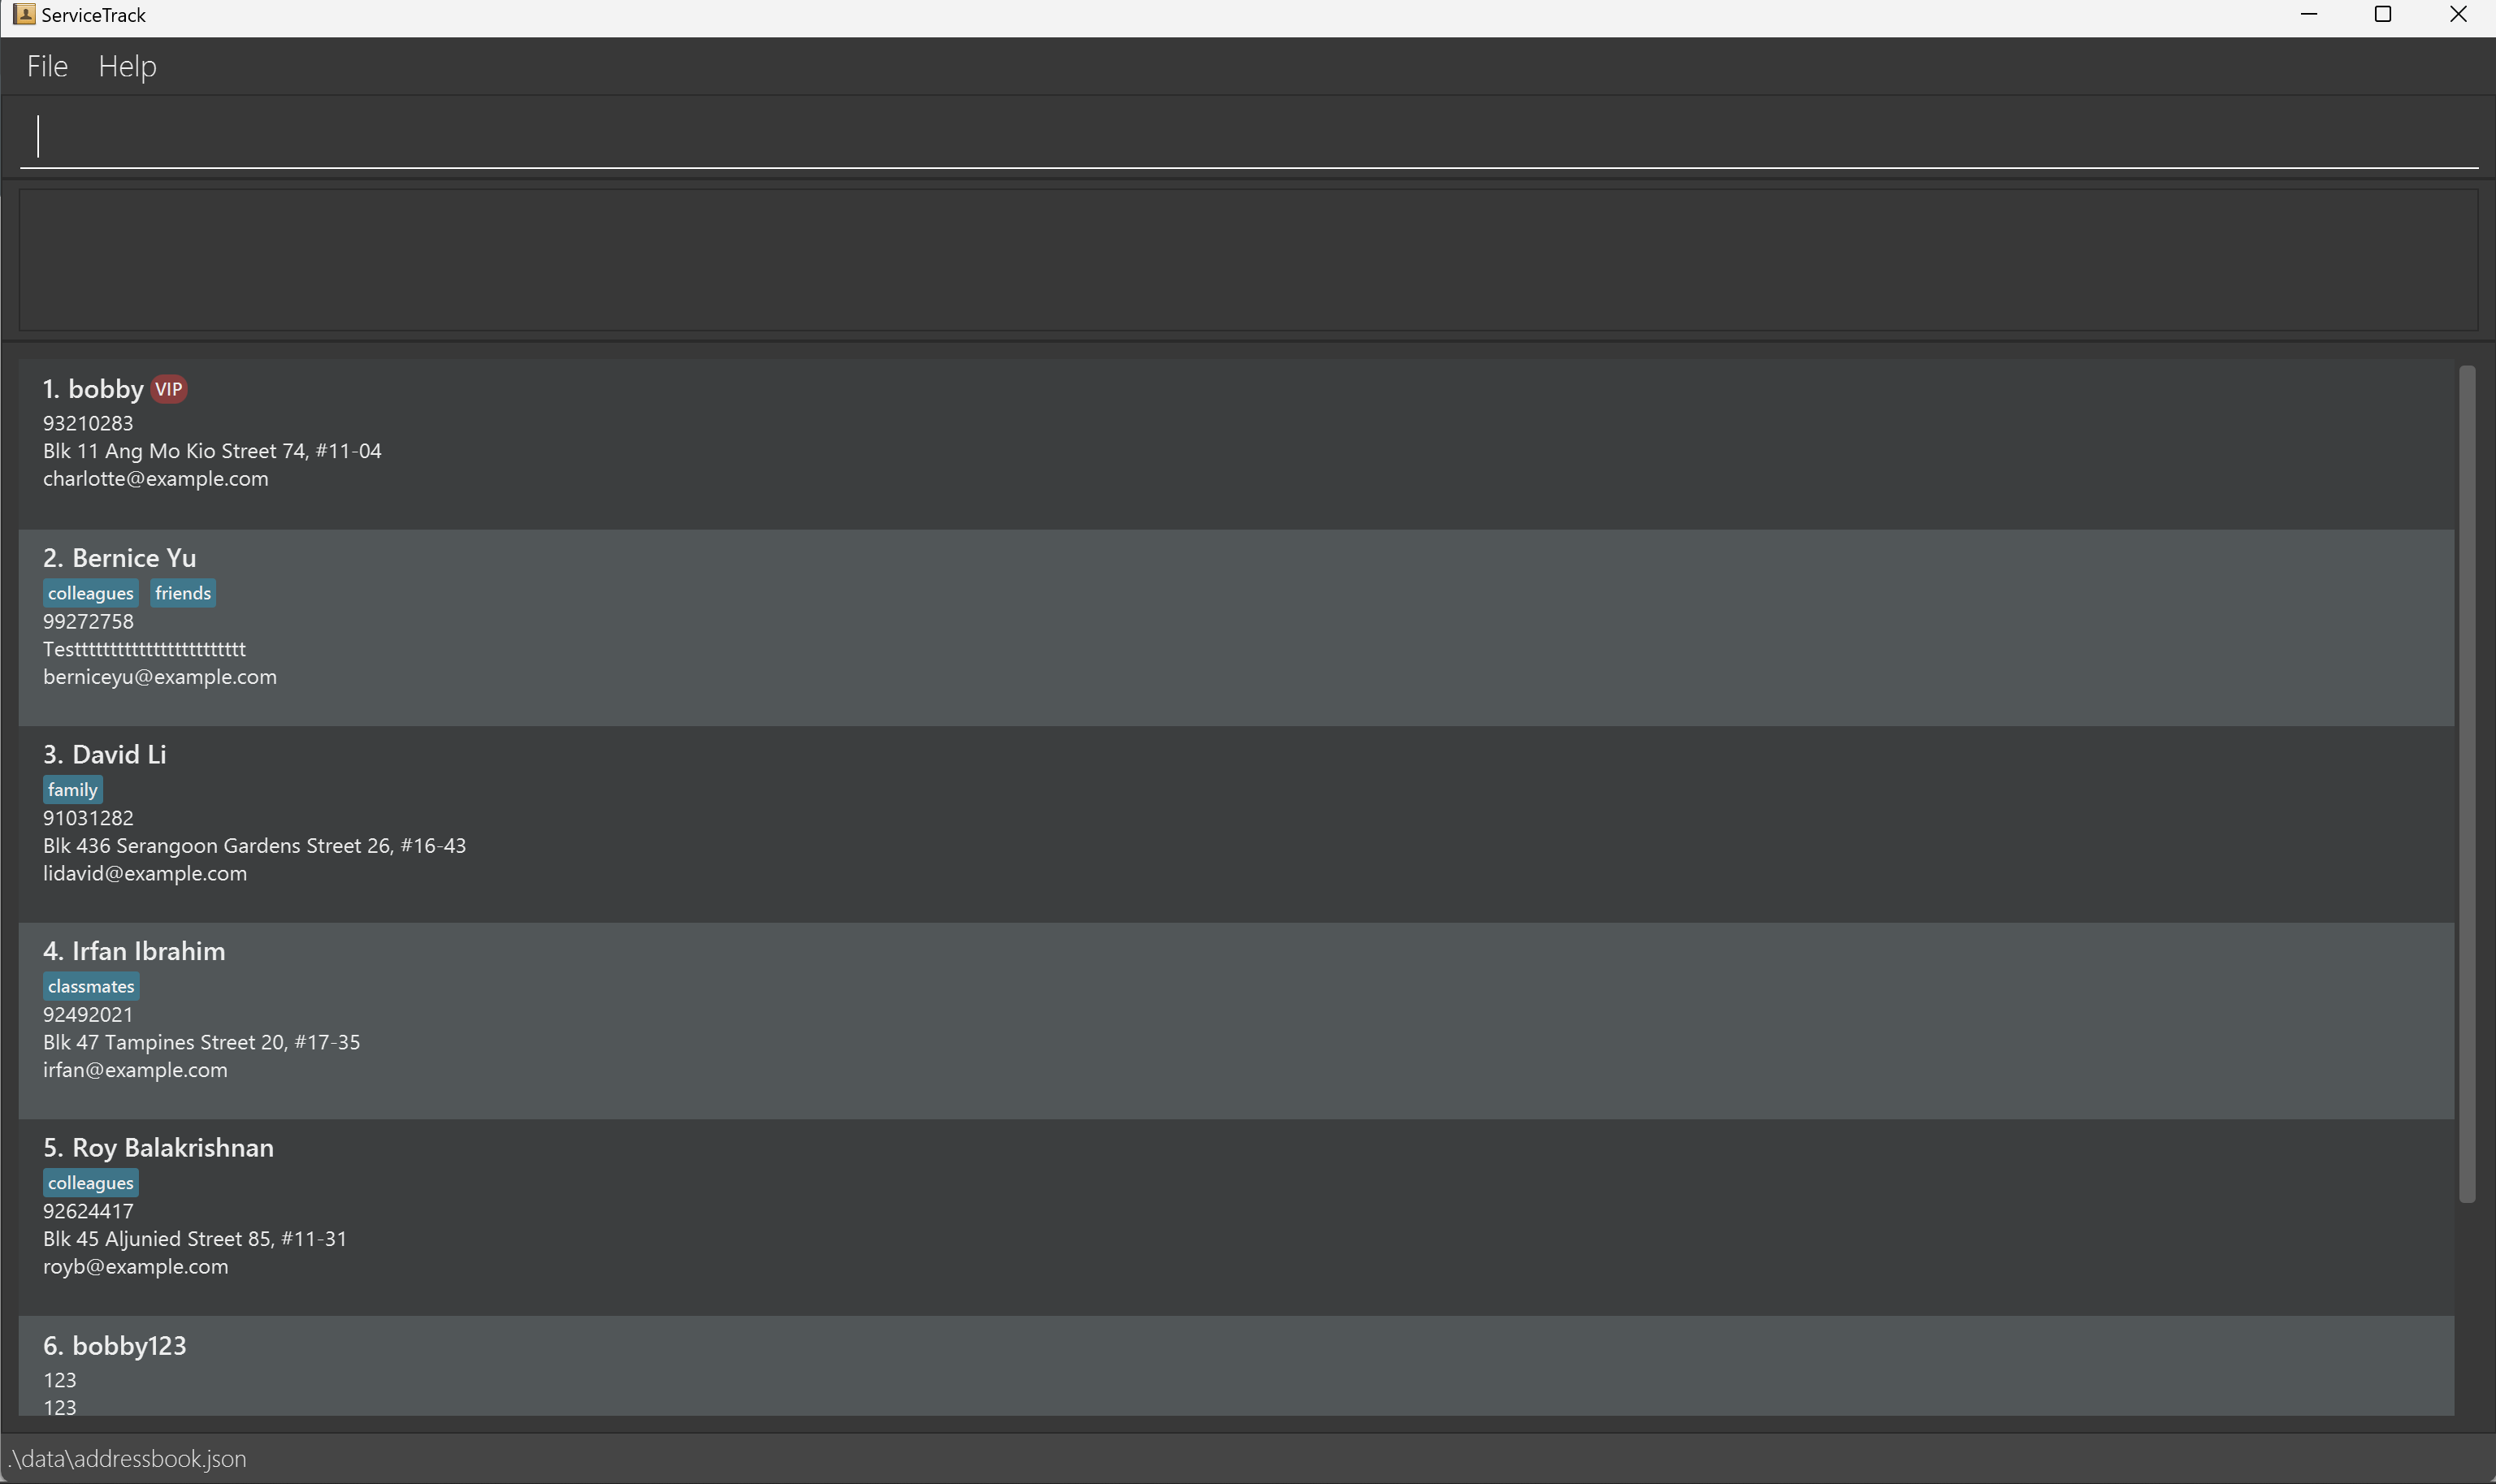 ServiceTrack
File Help
1. bobby VIP
93210283
Blk 11 Ang Mo Kio Street 74, #11-04
charlotte@example.com
2. Bernice Yu
colleagues friends
99272758
Testttttttttttttttttttttttt
berniceyu@example.com
3. David Li
family
91031282
Blk 436 Serangoon Gardens Street 26, #16-43
lidavid@example.com
4. Irfan Ibrahim
classmates
92492021
Blk 47 Tampines Street 20, #17-35
irfan@example.com
5. Roy Balakrishnan
colleagues
92624417
Blk 45 Aljunied Street 85, #11-31
royb@example.com
6. bobby123
123
123
.\data\addressbook.json